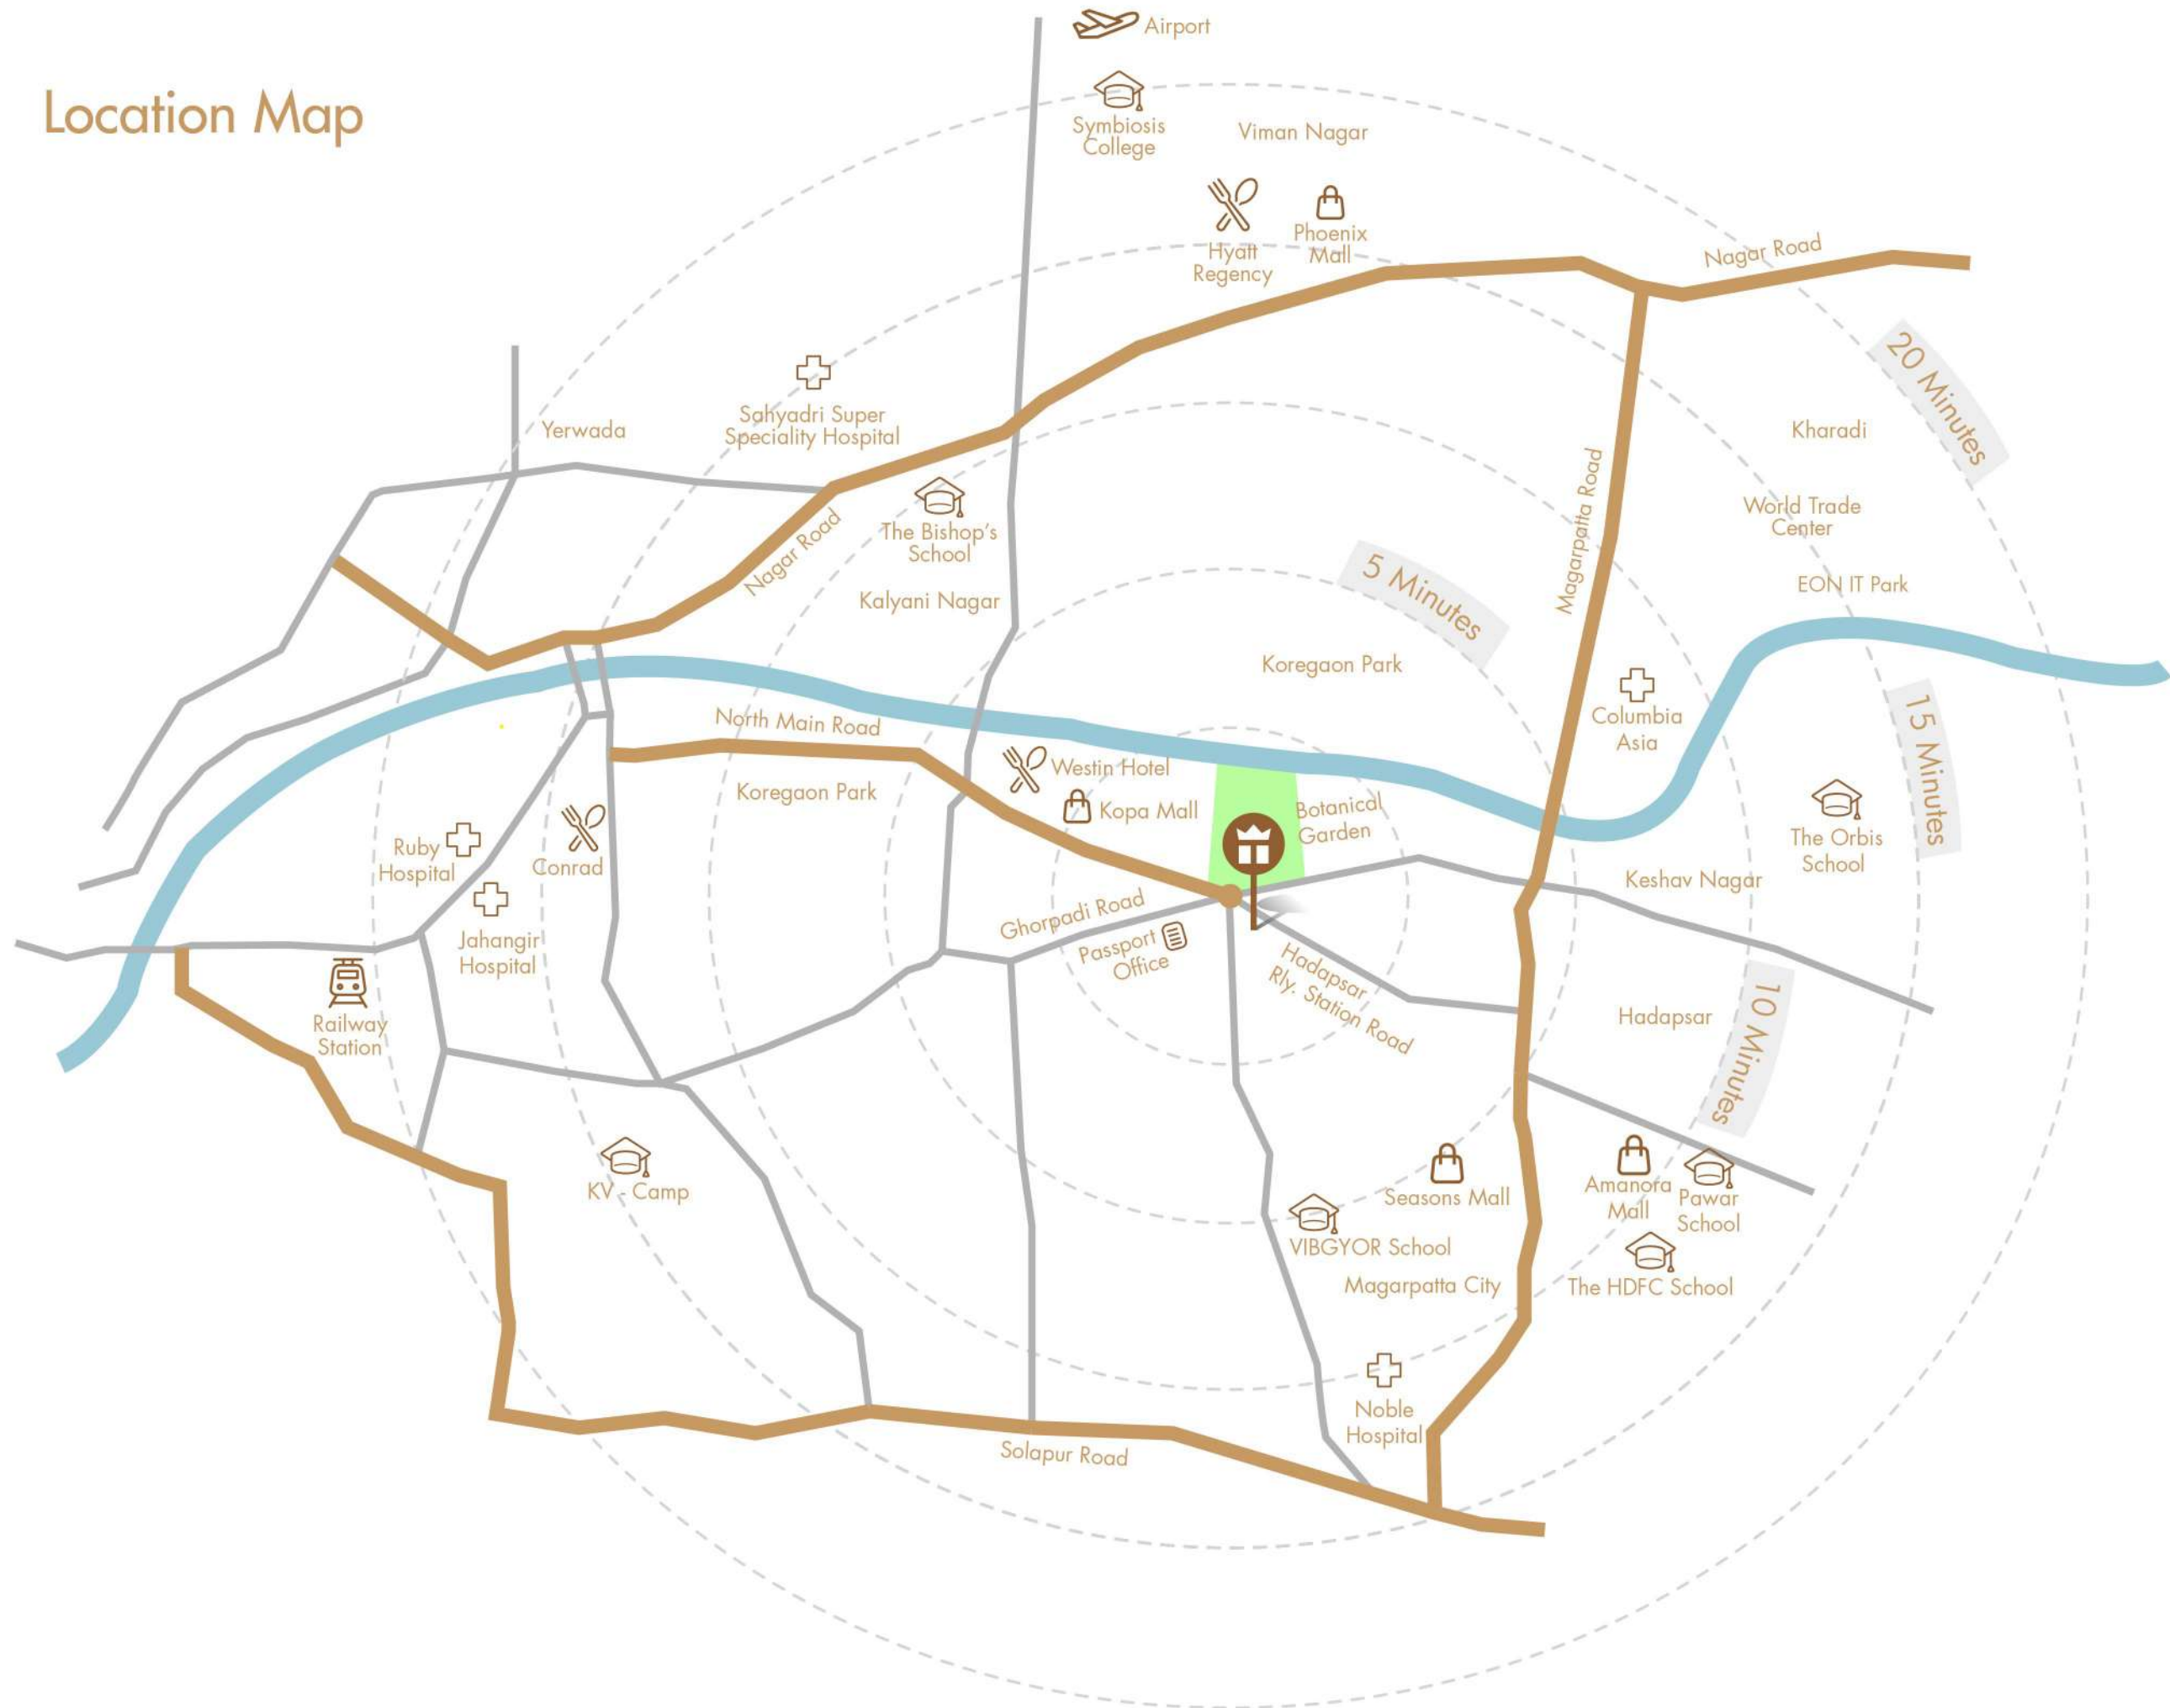 Airport
Location Map
Symbiosis
College
Viman Nagar
Hyatt
Regency
Phoenix
Mall
Nagar Road
20 Minutes
Sahyadri Super
Speciality Hospital
Yerwada
Kharadi
Magarpatta Road
World Trade
Center
The Bishop's
School
Nagar Road
5 Minutes
EON IT Park
Kalyani Nagar
Koregaon Park
Columbia
Asia
15 Minutes
North Main Road
Westin Hotel
Koregaon Park
Kopa Mall
Botanical
Garden
The Orbis
School
Ruby
Hospital
Conrad
Keshav Nagar
Ghorpadi Road
Passport
Office
Jahangir
Hospital
Hadapsar
Rly. Station Road
Railway
Station
Hadapsar
10 Minutes
KV - Camp
Seasons Mall
Amanora
Mall
Pawar
School
VIBGYOR School
Magarpatta City
The HDFC School
Noble
Hospital
Solapur Road